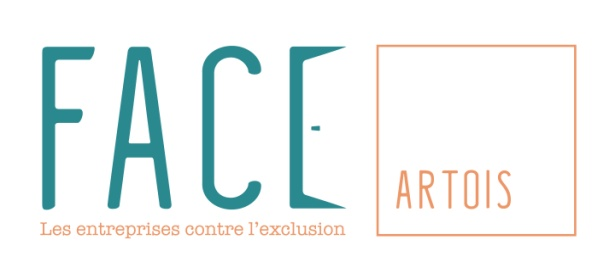 FACE
ARTOIS
Les entreprises contre l'exclusion